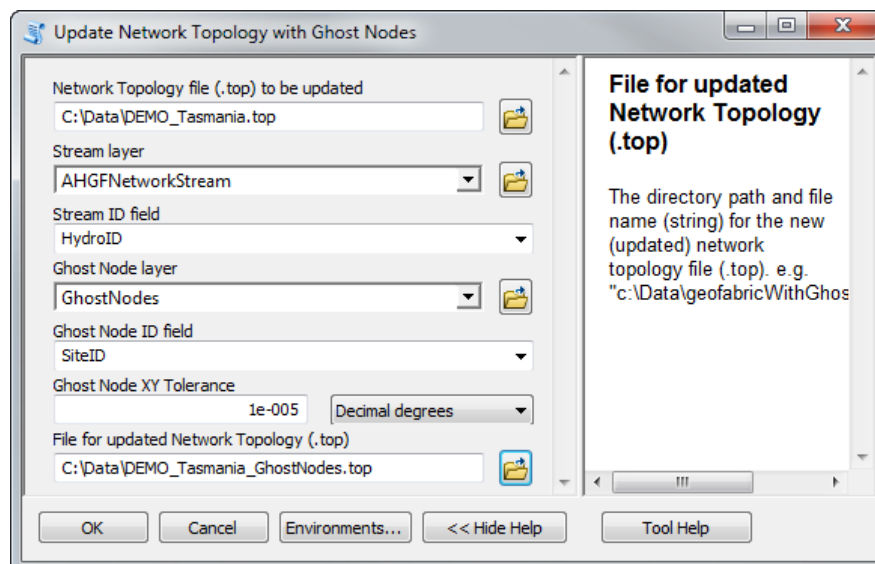 Update Network Topology with Ghost Nodes
Network Topology file (.top) to be updated
C:\Data\DEMO_Tasmania.top
Stream layer
AHGFNetworkStream
Stream ID field
HydroID
Ghost Node layer
GhostNodes
Ghost Node ID field
SiteID
Ghost Node XY Tolerance
1e-005
Decimal degrees
File for updated Network Topology (.top)
C:\Data\DEMO_Tasmania_GhostNodes.top
File for updated
Network Topology
(.top)
The directory path and file
name (string) for the new
(updated) network
topology file (.top). e.g.
"c:\Data\geofabricWithGhos
OK
Cancel
Environments...
<< Hide Help
Tool Help